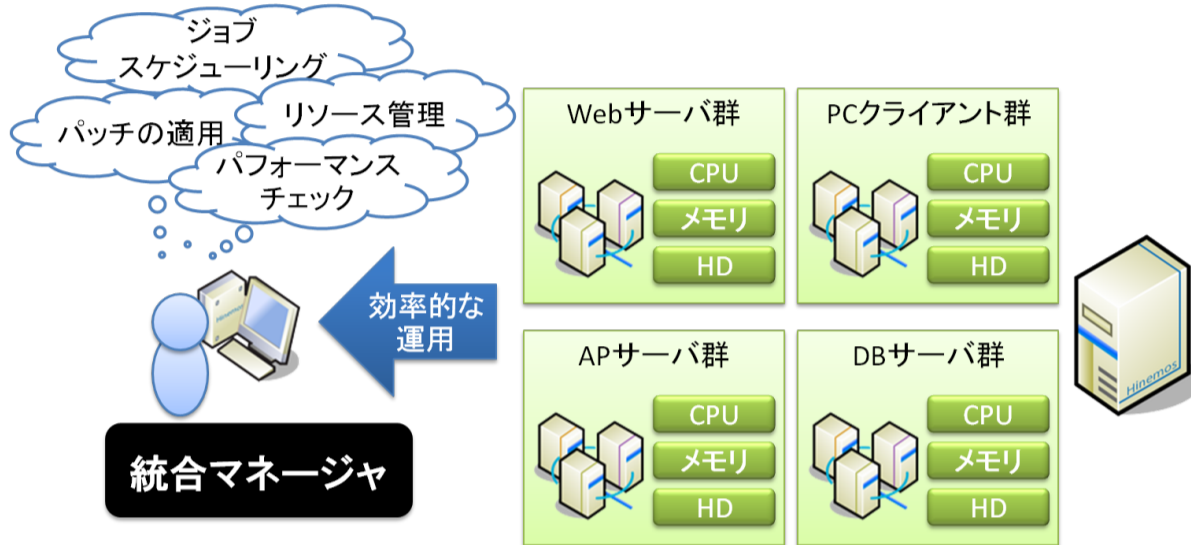 ジョブ
スケジューリング
パッチの適用
リソース管理
パフォーマンス
チェック
Hinemos
効率的な
運用
統合マネージャ
Webサーバ群
CPU
メモリ
HD
PCクライアント群
CPU
メモリ
HD
APサーバ群
CPU
メモリ
HD
DBサーバ群
CPU
メモリ
HD
Hinemos